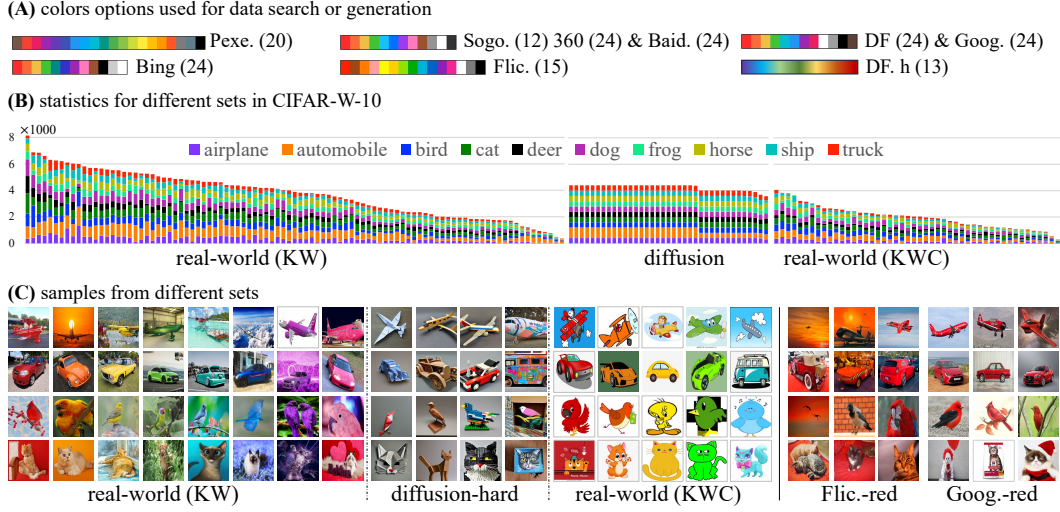 (A) colors options used for data search or generation
Pexe. (20) Sogo. (12) 360 (24) & Baid. (24) DF (24) & Goog. (24)
Bing (24) Flic. (15) DF. h (13)
(B) statistics for different sets in CIFAR-W-10
×1000
8
6
4
2
0
airplane automobile bird cat deer dog frog horse ship truck
real-world (KW) diffusion real-world (KWC)
(C) samples from different sets
real-world (KW) diffusion-hard real-world (KWC) Flic.-red Goog.-red